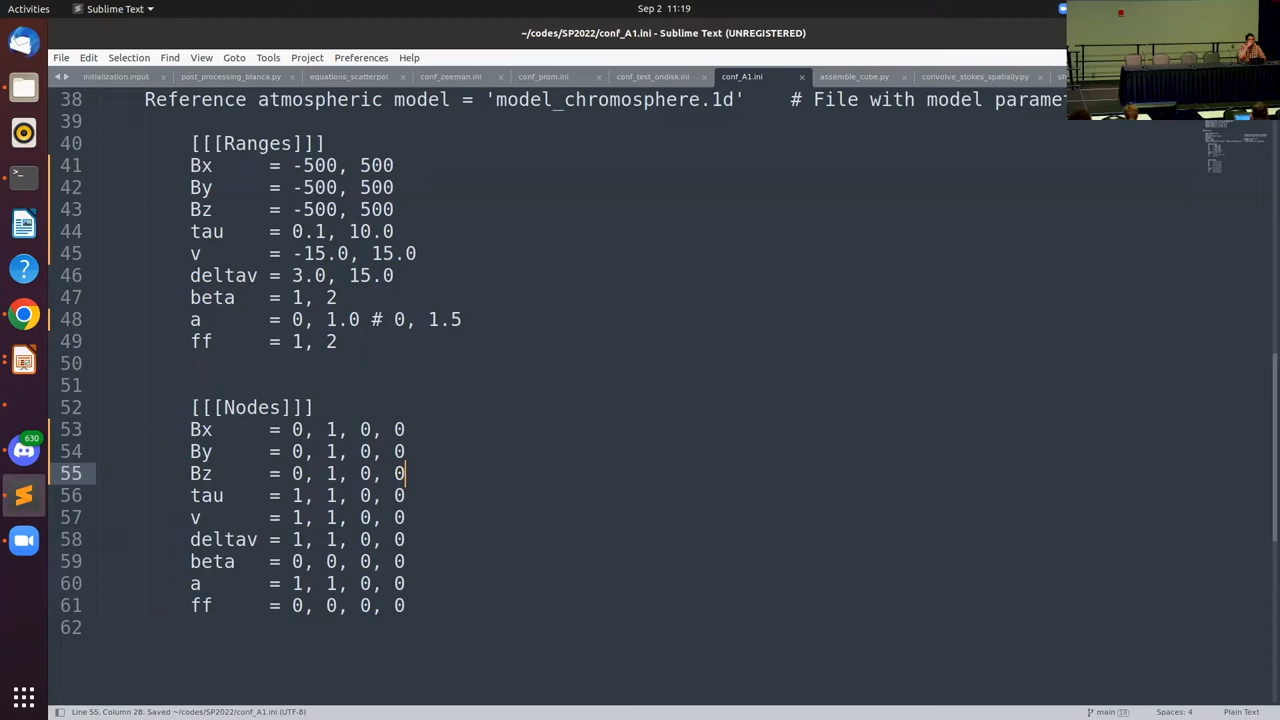 Activities
Sublime Text
Sep 2 11:19
~/codes/SP2022/conf_A1.ini - Sublime Text (UNREGISTERED)
File Edit Selection Find View Goto Tools Project Preferences Help
initialization.input post_processing_blanca.py equations_scatterpol conf_zeeman.ini conf_prom.ini conf_test_ondisk.ini conf_A1.ini assemble_cube.py convolve_stokes_spatially.py sh
38 Reference atmospheric model = 'model_chromosphere.1d' # File with model parame
39
40 [[[Ranges]]]
41 Bx = -500, 500
42 By = -500, 500
43 Bz = -500, 500
44 tau = 0.1, 10.0
45 v = -15.0, 15.0
46 deltav = 3.0, 15.0
47 beta = 1, 2
48 a = 0, 1.0 # 0, 1.5
49 ff = 1, 2
50
51
52 [[[Nodes]]]
53 Bx = 0, 1, 0, 0
54 By = 0, 1, 0, 0
55 Bz = 0, 1, 0, 0
56 tau = 1, 1, 0, 0
57 v = 1, 1, 0, 0
58 deltav = 1, 1, 0, 0
59 beta = 0, 0, 0, 0
60 a = 1, 1, 0, 0
61 ff = 0, 0, 0, 0
62
630
Line 55, Column 28; Saved ~/codes/SP2022/conf_A1.ini (UTF-8)
main
Spaces: 4
Plain Text